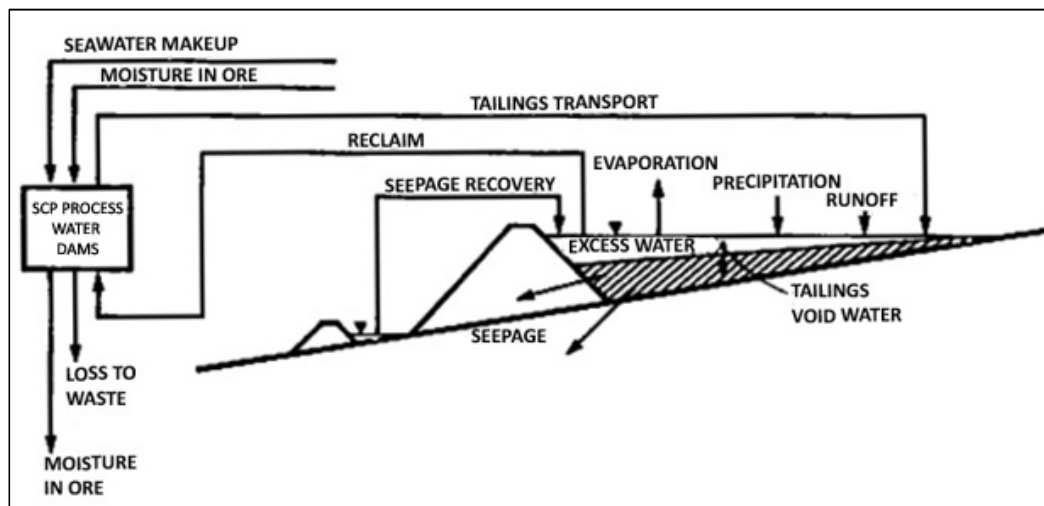 SEAWATER MAKEUP
MOISTURE IN ORE
TAILINGS TRANSPORT
RECLAIM
EVAPORATION
SEEPAGE RECOVERY
PRECIPITATION
RUNOFF
SCP PROCESS
WATER
DAMS
EXCESS WATER
TAILINGS
VOID WATER
SEEPAGE
LOSS TO
WASTE
MOISTURE
IN ORE